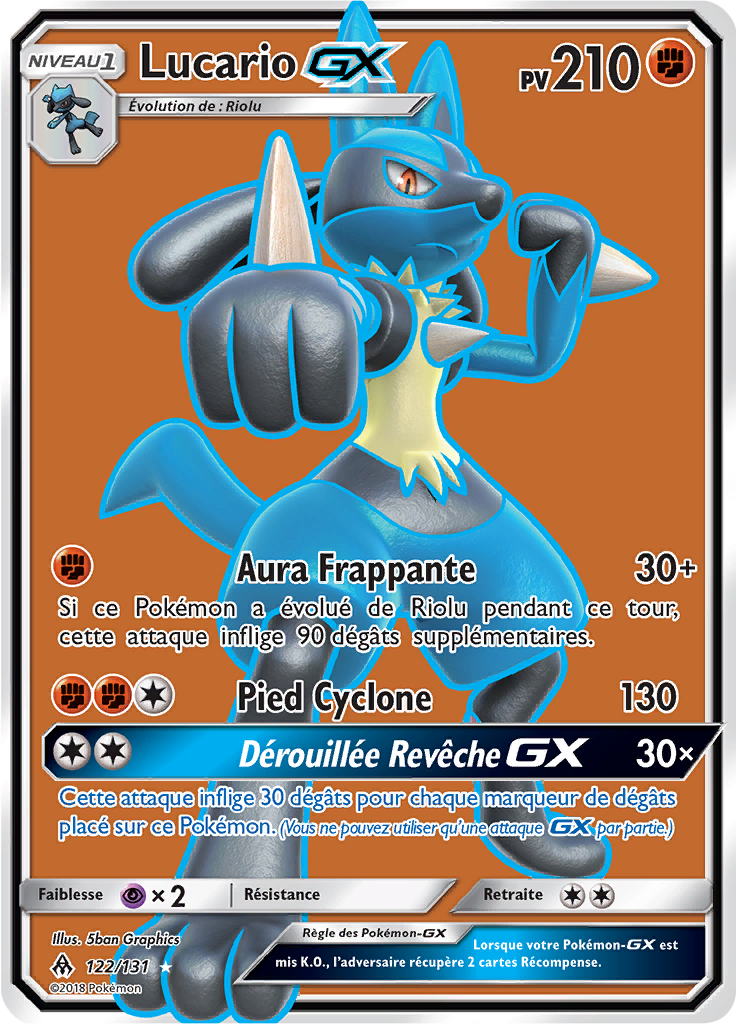 NIVEAU 1 Lucario GX PV 210
Évolution de : Riolu
Aura Frappante 30+
Si ce Pokémon a évolué de Riolu pendant ce tour,
cette attaque inflige 90 dégâts supplémentaires.
Pied Cyclone 130
Dérouillée Revêche GX 30×
Cette attaque inflige 30 dégâts pour chaque marqueur de dégâts
placé sur ce Pokémon. (Vous ne pouvez utiliser qu'une attaque GX par partie.)
Faiblesse × 2 Résistance Retraite
Illus. 5ban Graphics
Règle des Pokémon-GX
Lorsque votre Pokémon-GX est
mis K.O., l'adversaire récupère 2 cartes Récompense.
122/131
©2018 Pokémon